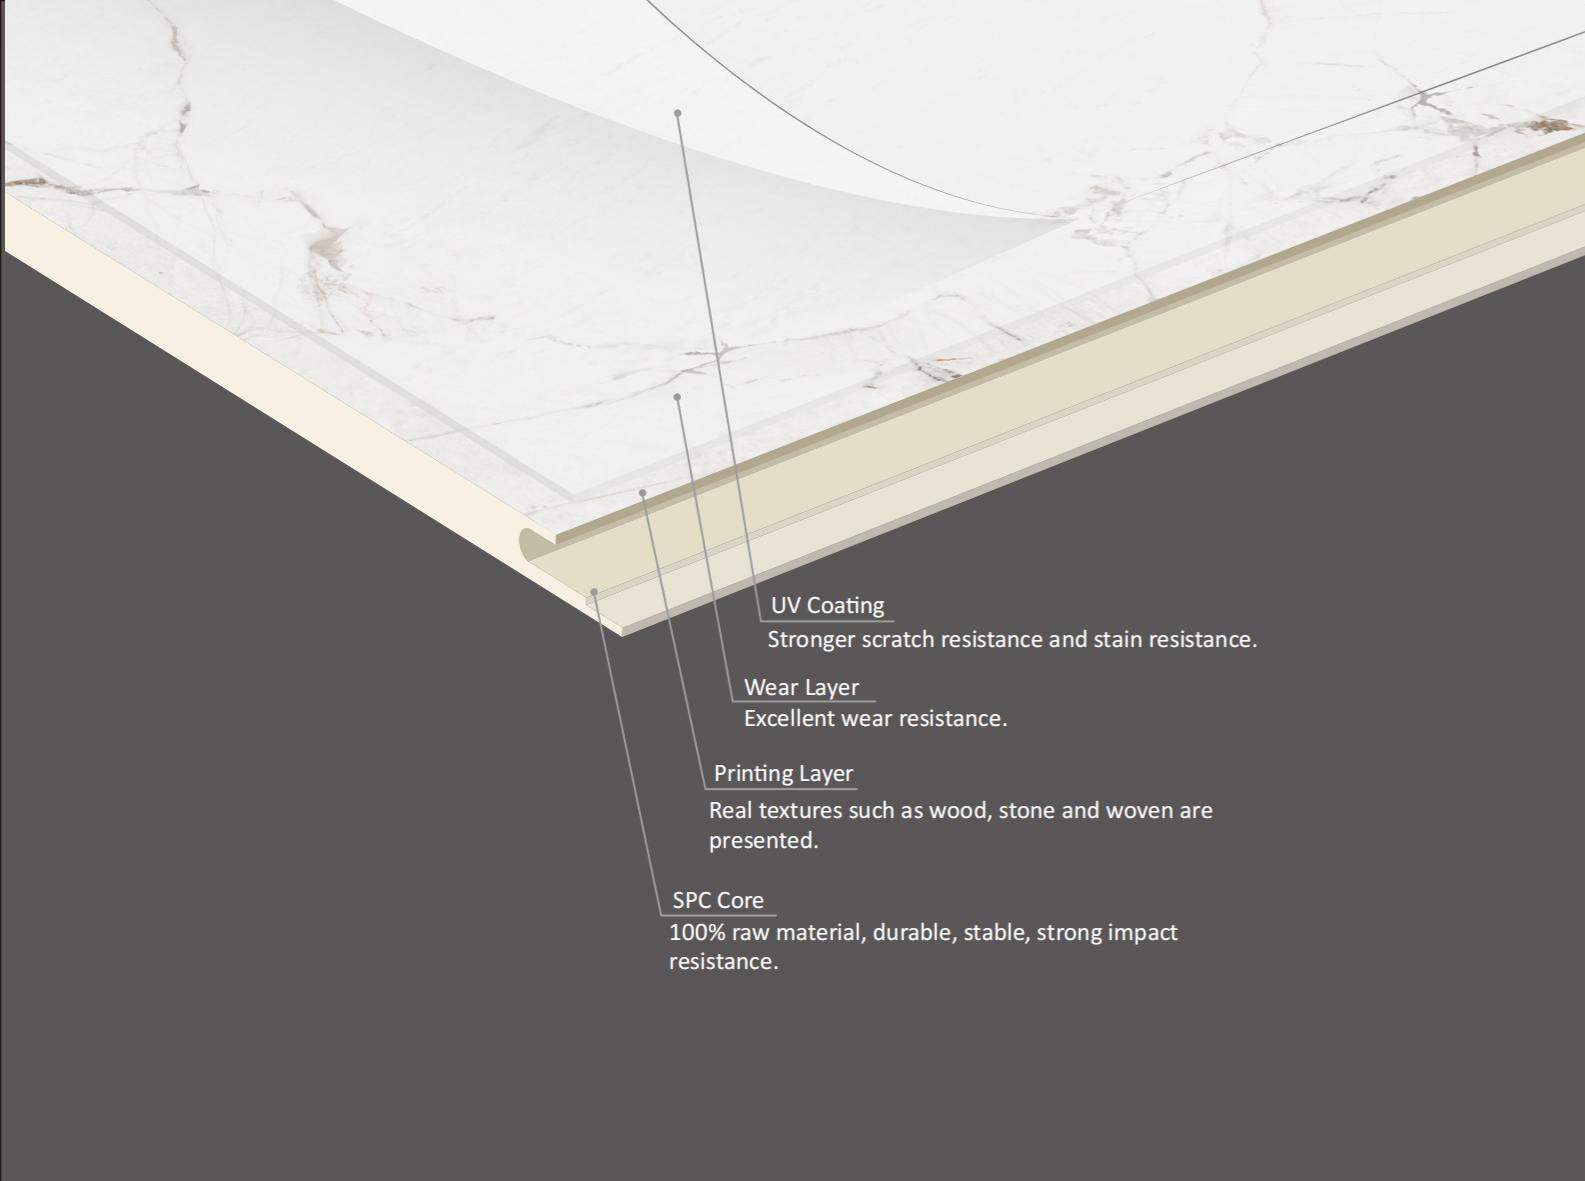 UV Coating
Stronger scratch resistance and stain resistance.
Wear Layer
Excellent wear resistance.
Printing Layer
Real textures such as wood, stone and woven are
presented.
SPC Core
100% raw material, durable, stable, strong impact
resistance.